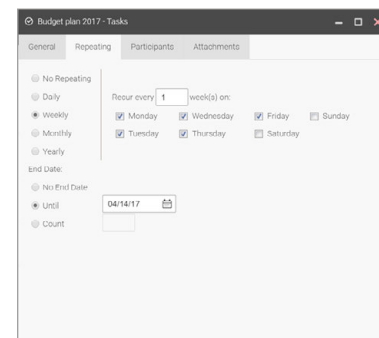 Budget plan 2017 - Tasks
General Repeating Participants Attachments
No Repeating
Daily Recur every 1 week(s) on:
Weekly Monday Wednesday Friday Sunday
Monthly Tuesday Thursday Saturday
Yearly
End Date:
No End Date
Until 04/14/17
Count